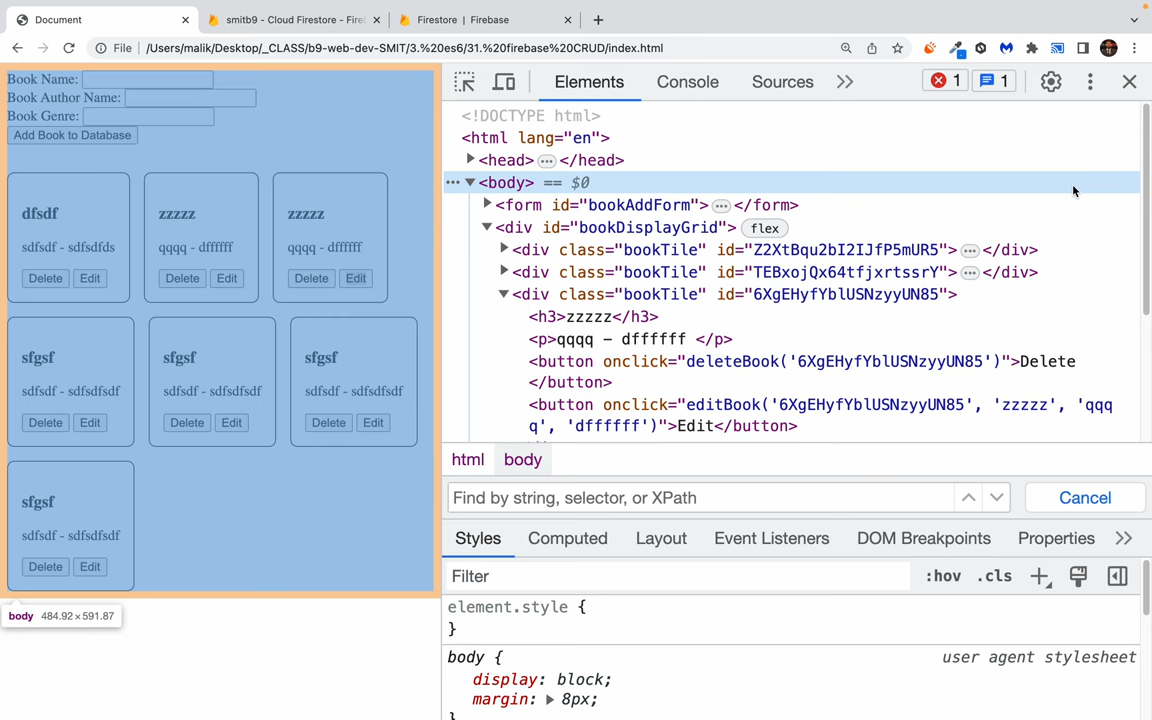 Document
smitb9 - Cloud Firestore - Fire
Firestore | Firebase
File
/Users/malik/Desktop/_CLASS/b9-web-dev-SMIT/3.%20es6/31.%20firebase%20CRUD/index.html
Book Name:
Book Author Name:
Book Genre:
Add Book to Database
dfsdf
sdfsdf - sdfsdfds
Delete Edit
zzzzz
qqqq - dffffff
Delete Edit
zzzzz
qqqq - dffffff
Delete Edit
sfgsf
sdfsdf - sdfsdfsdf
Delete Edit
sfgsf
sdfsdf - sdfsdfsdf
Delete Edit
sfgsf
sdfsdf - sdfsdfsdf
Delete Edit
sfgsf
sdfsdf - sdfsdfsdf
Delete Edit
body 484.92×591.87
Elements Console Sources 1 1
<!DOCTYPE html>
<html lang="en">
<head> … </head>
<body> == $0
<form id="bookAddForm"> … </form>
<div id="bookDisplayGrid"> flex
<div class="bookTile" id="Z2XtBqu2bI2IJfP5mUR5"> … </div>
<div class="bookTile" id="TEBxojQx64tfjxrtssrY"> … </div>
<div class="bookTile" id="6XgEHyfYblUSNzyyUN85">
<h3>zzzzz</h3>
<p>qqqq - dffffff </p>
<button onclick="deleteBook('6XgEHyfYblUSNzyyUN85')">Delete
</button>
<button onclick="editBook('6XgEHyfYblUSNzyyUN85', 'zzzzz', 'qqq
q', 'dffffff')">Edit</button>
html body
Find by string, selector, or XPath
Cancel
Styles Computed Layout Event Listeners DOM Breakpoints Properties
Filter
:hov .cls
element.style {
}
body {
user agent stylesheet
display: block;
margin: 8px;
}